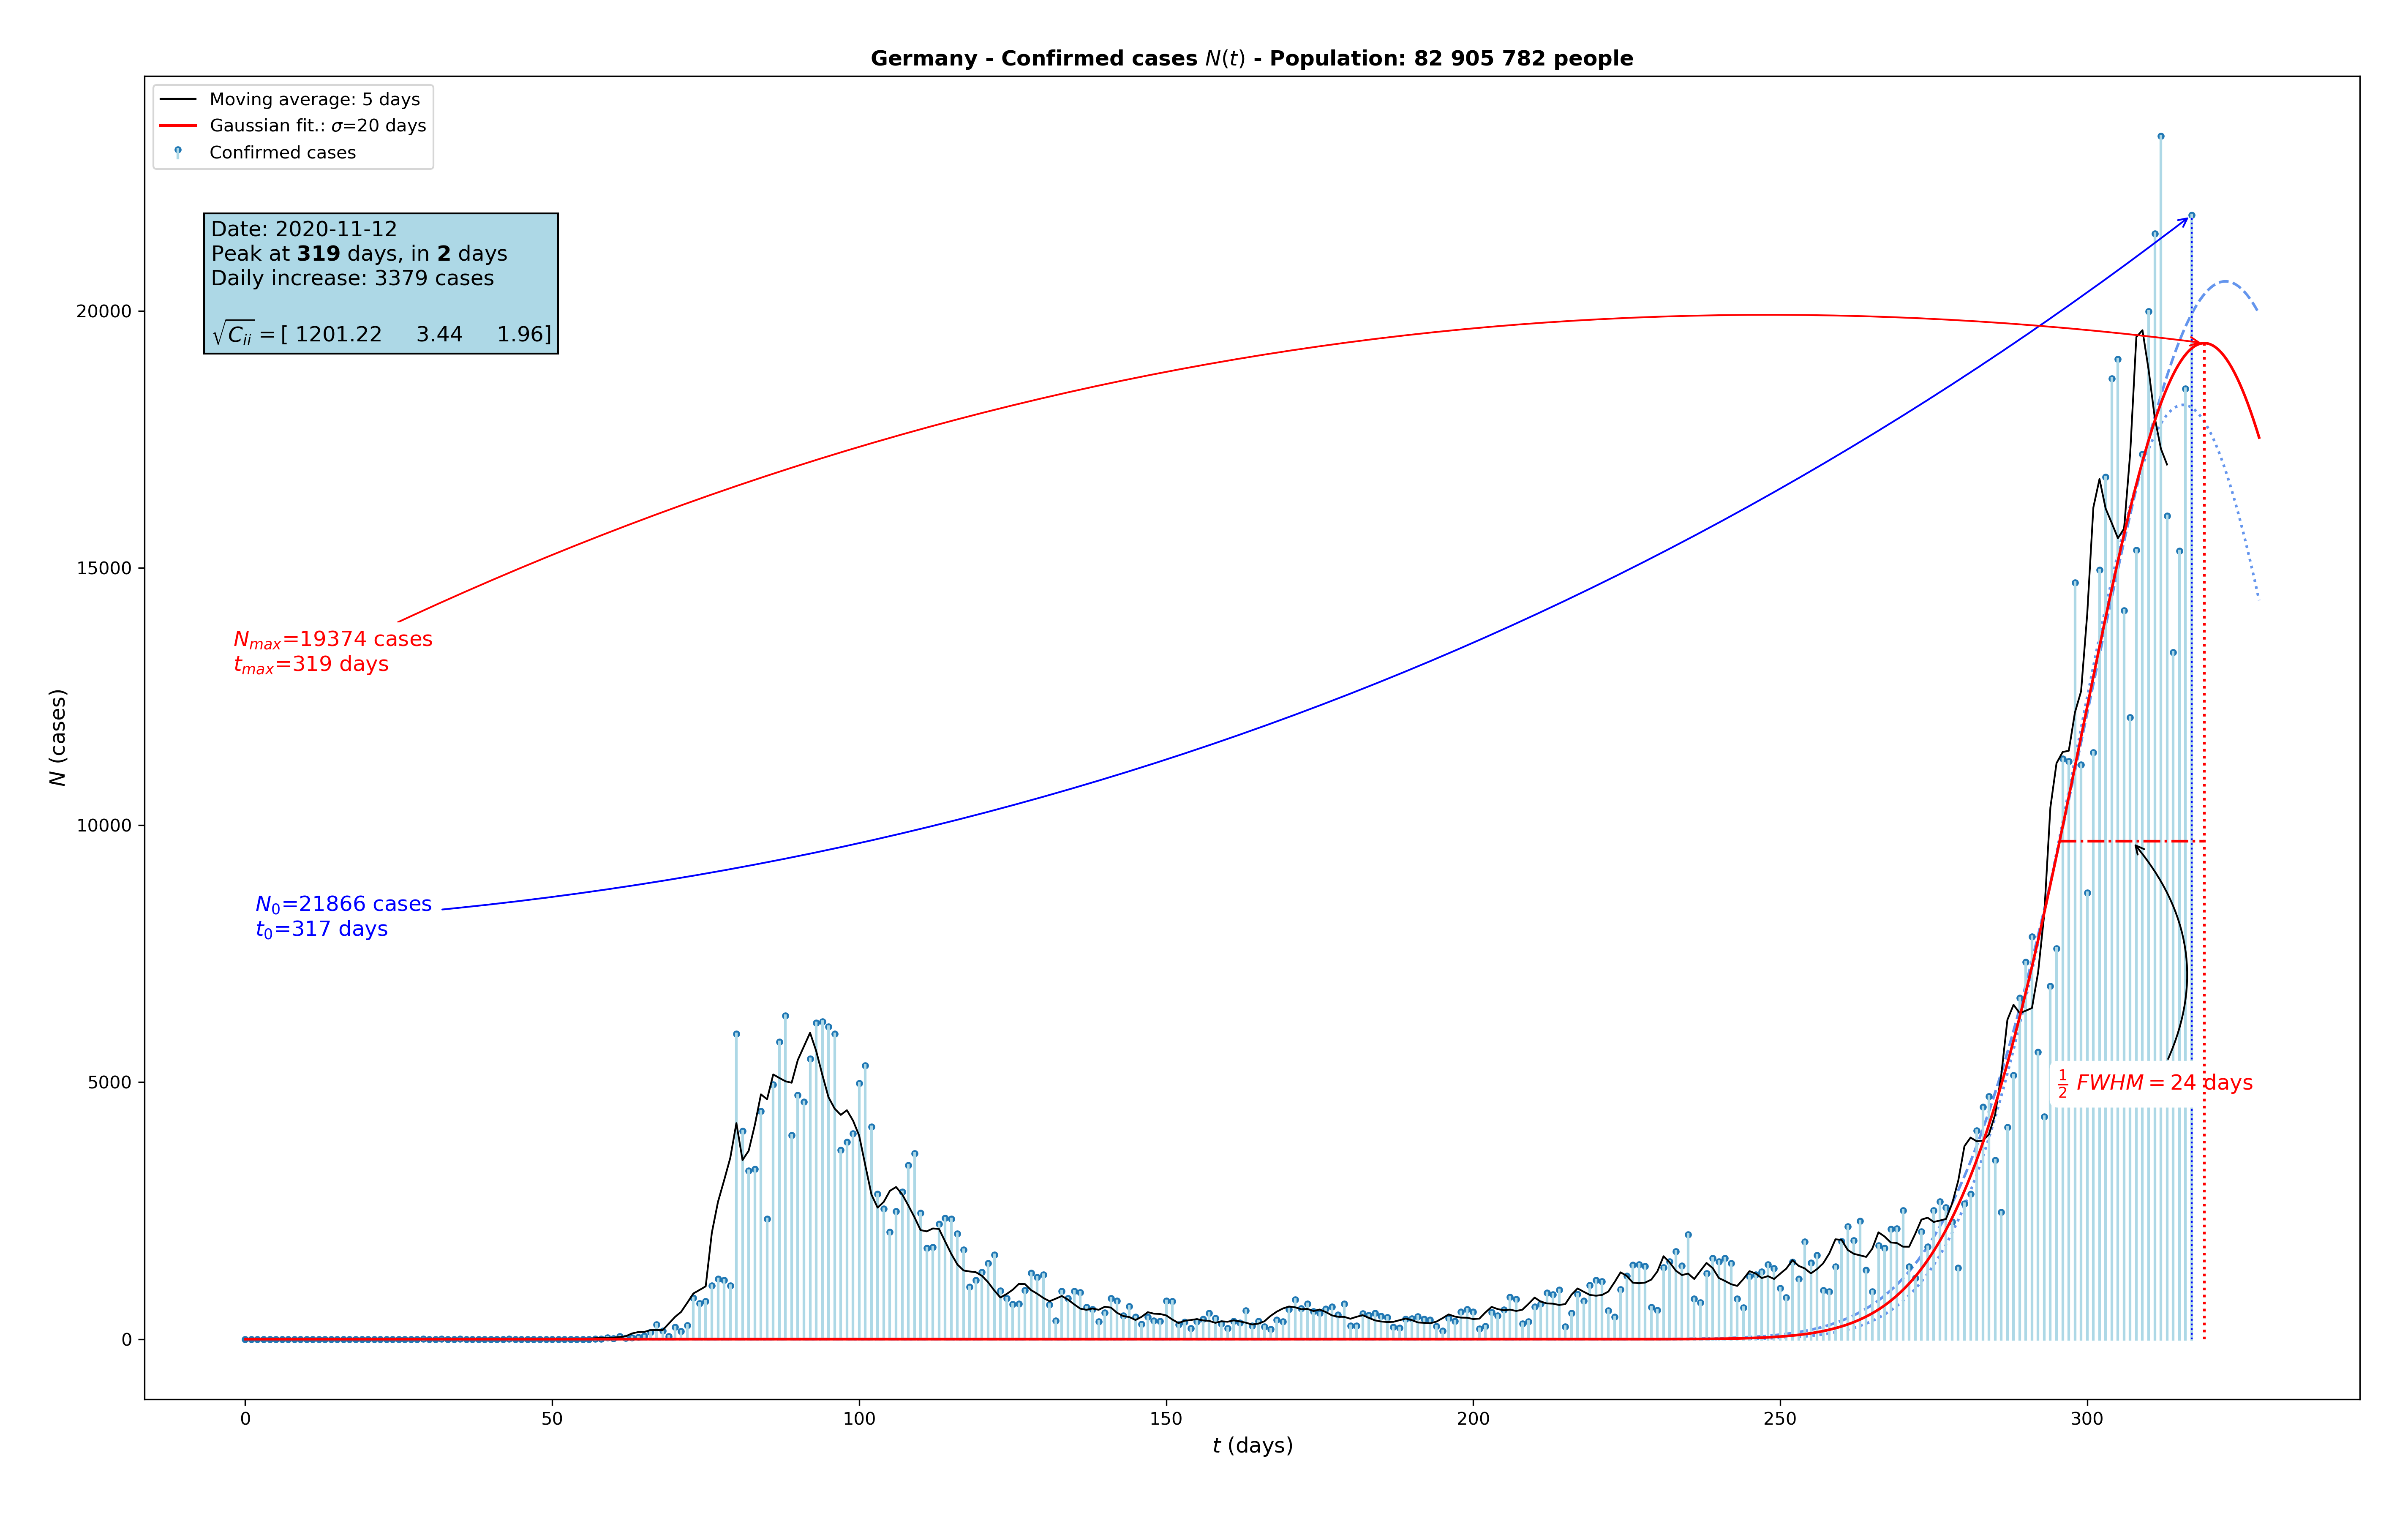 Germany - Confirmed cases N(t) - Population: 82 905 782 people
Moving average: 5 days
Gaussian fit.: σ=20 days
Confirmed cases
Date: 2020-11-12
Peak at 319 days, in 2 days
Daily increase: 3379 cases
√C_ii = [ 1201.22 3.44 1.96]
N_max=19374 cases
t_max=319 days
N_0=21866 cases
t_0=317 days
1/2 FWHM = 24 days
N (cases)
20000
15000
10000
5000
0
0 50 100 150 200 250 300
t (days)